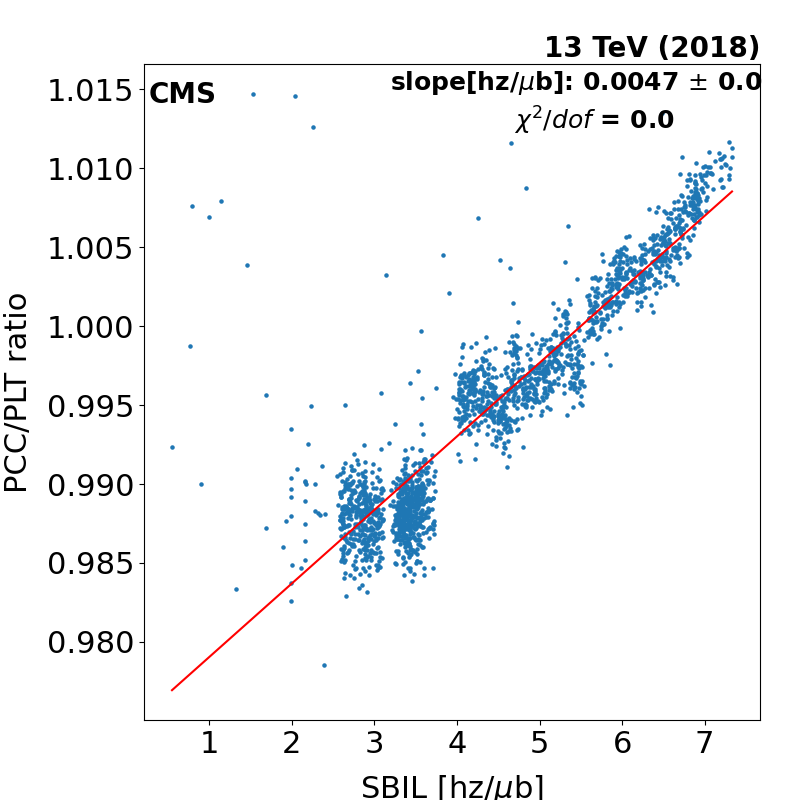 13 TeV (2018)
CMS
slope[hz/μb]: 0.0047 ± 0.0
χ²/dof = 0.0
PCC/PLT ratio
1.015
1.010
1.005
1.000
0.995
0.990
0.985
0.980
1 2 3 4 5 6 7
SBIL [hz/μb]